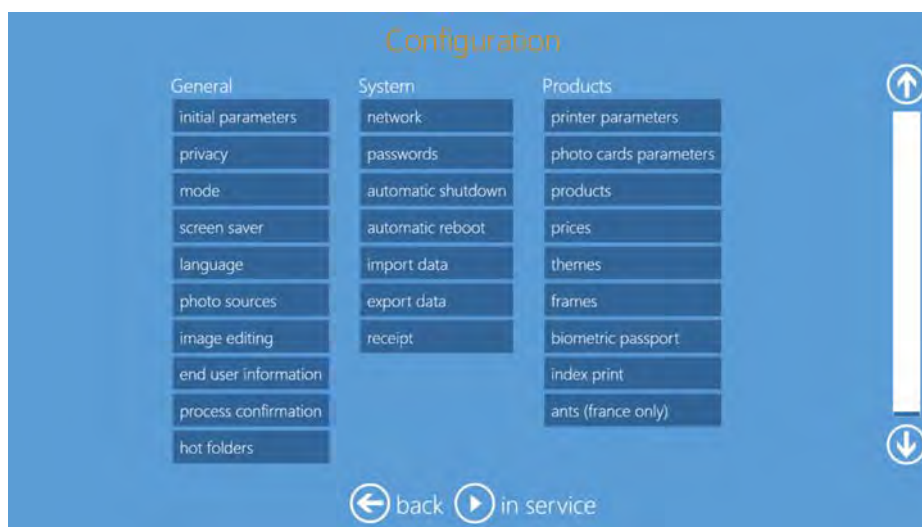 Configuration
General
initial parameters
privacy
mode
screen saver
language
photo sources
image editing
end user information
process confirmation
hot folders
System
network
passwords
automatic shutdown
automatic reboot
import data
export data
receipt
Products
printer parameters
photo cards parameters
products
prices
themes
frames
biometric passport
index print
ants (france only)
back
in service